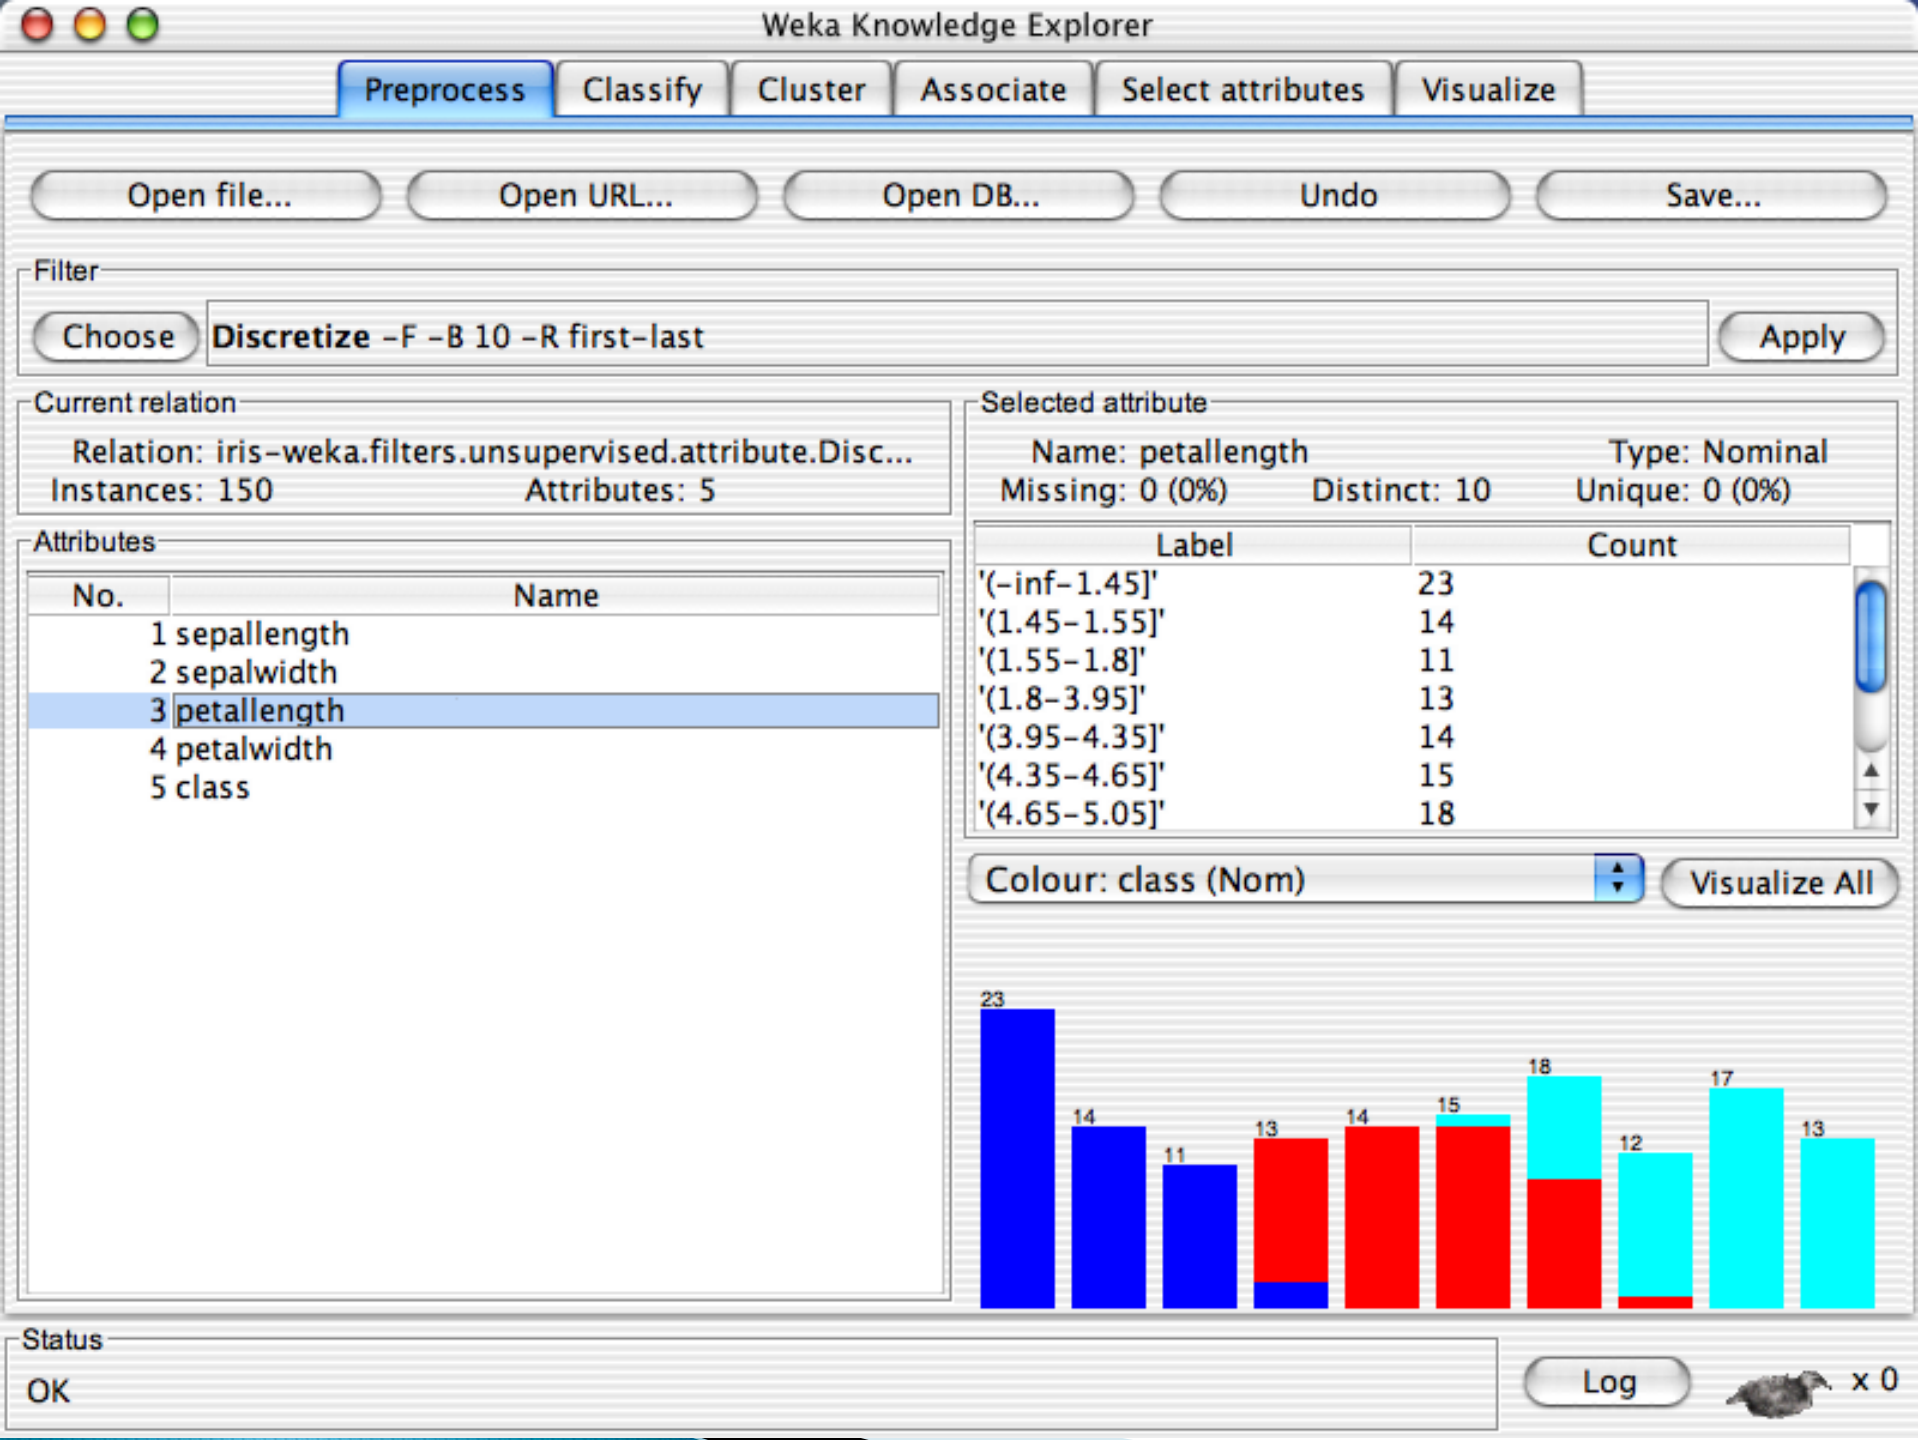 Weka Knowledge Explorer
Preprocess Classify Cluster Associate Select attributes Visualize
Open file... Open URL... Open DB... Undo Save...
Filter
Choose Discretize -F -B 10 -R first-last Apply
Current relation
Relation: iris-weka.filters.unsupervised.attribute.Disc...
Instances: 150 Attributes: 5
Selected attribute
Name: petallength Type: Nominal
Missing: 0 (0%) Distinct: 10 Unique: 0 (0%)
Attributes
No. Name
1 sepallength
2 sepalwidth
3 petallength
4 petalwidth
5 class
Label Count
'(-inf-1.45]' 23
'(1.45-1.55]' 14
'(1.55-1.8]' 11
'(1.8-3.95]' 13
'(3.95-4.35]' 14
'(4.35-4.65]' 15
'(4.65-5.05]' 18
Colour: class (Nom) Visualize All
23 14 11 13 14 15 18 12 17 13
Status
OK
Log x 0